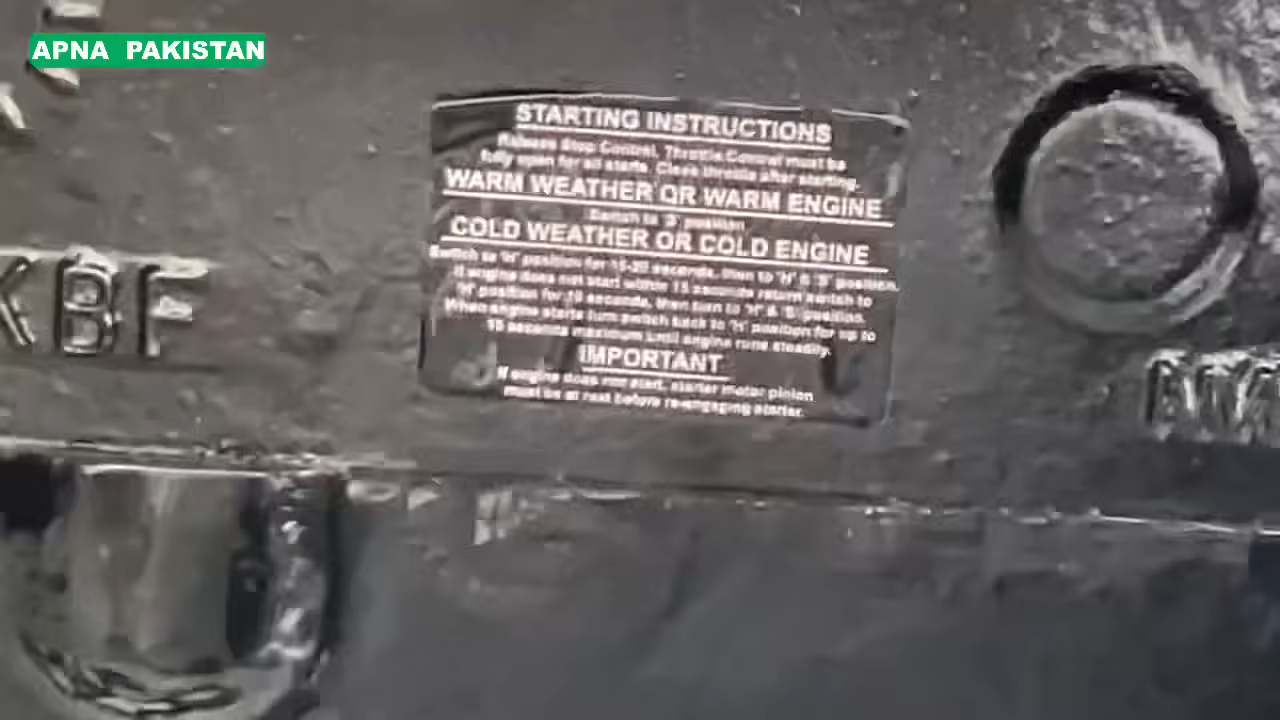 APNA PAKISTAN
STARTING INSTRUCTIONS
Release Stop Control, Throttle Control must be
fully open for all starts. Close throttle after starting.
WARM WEATHER OR WARM ENGINE
Switch to 'S' position
COLD WEATHER OR COLD ENGINE
Switch to 'H' position for 15-20 seconds, then to 'H' & 'S' position.
If engine does not start within 15 seconds return switch to
'H' position for 10 seconds, then turn to 'H' & 'S' position.
When engine starts turn switch back to 'H' position for up to
15 seconds maximum until engine runs steadily.
IMPORTANT
If engine does not start, starter motor pinion
must be at rest before re-engaging starter.
KBF